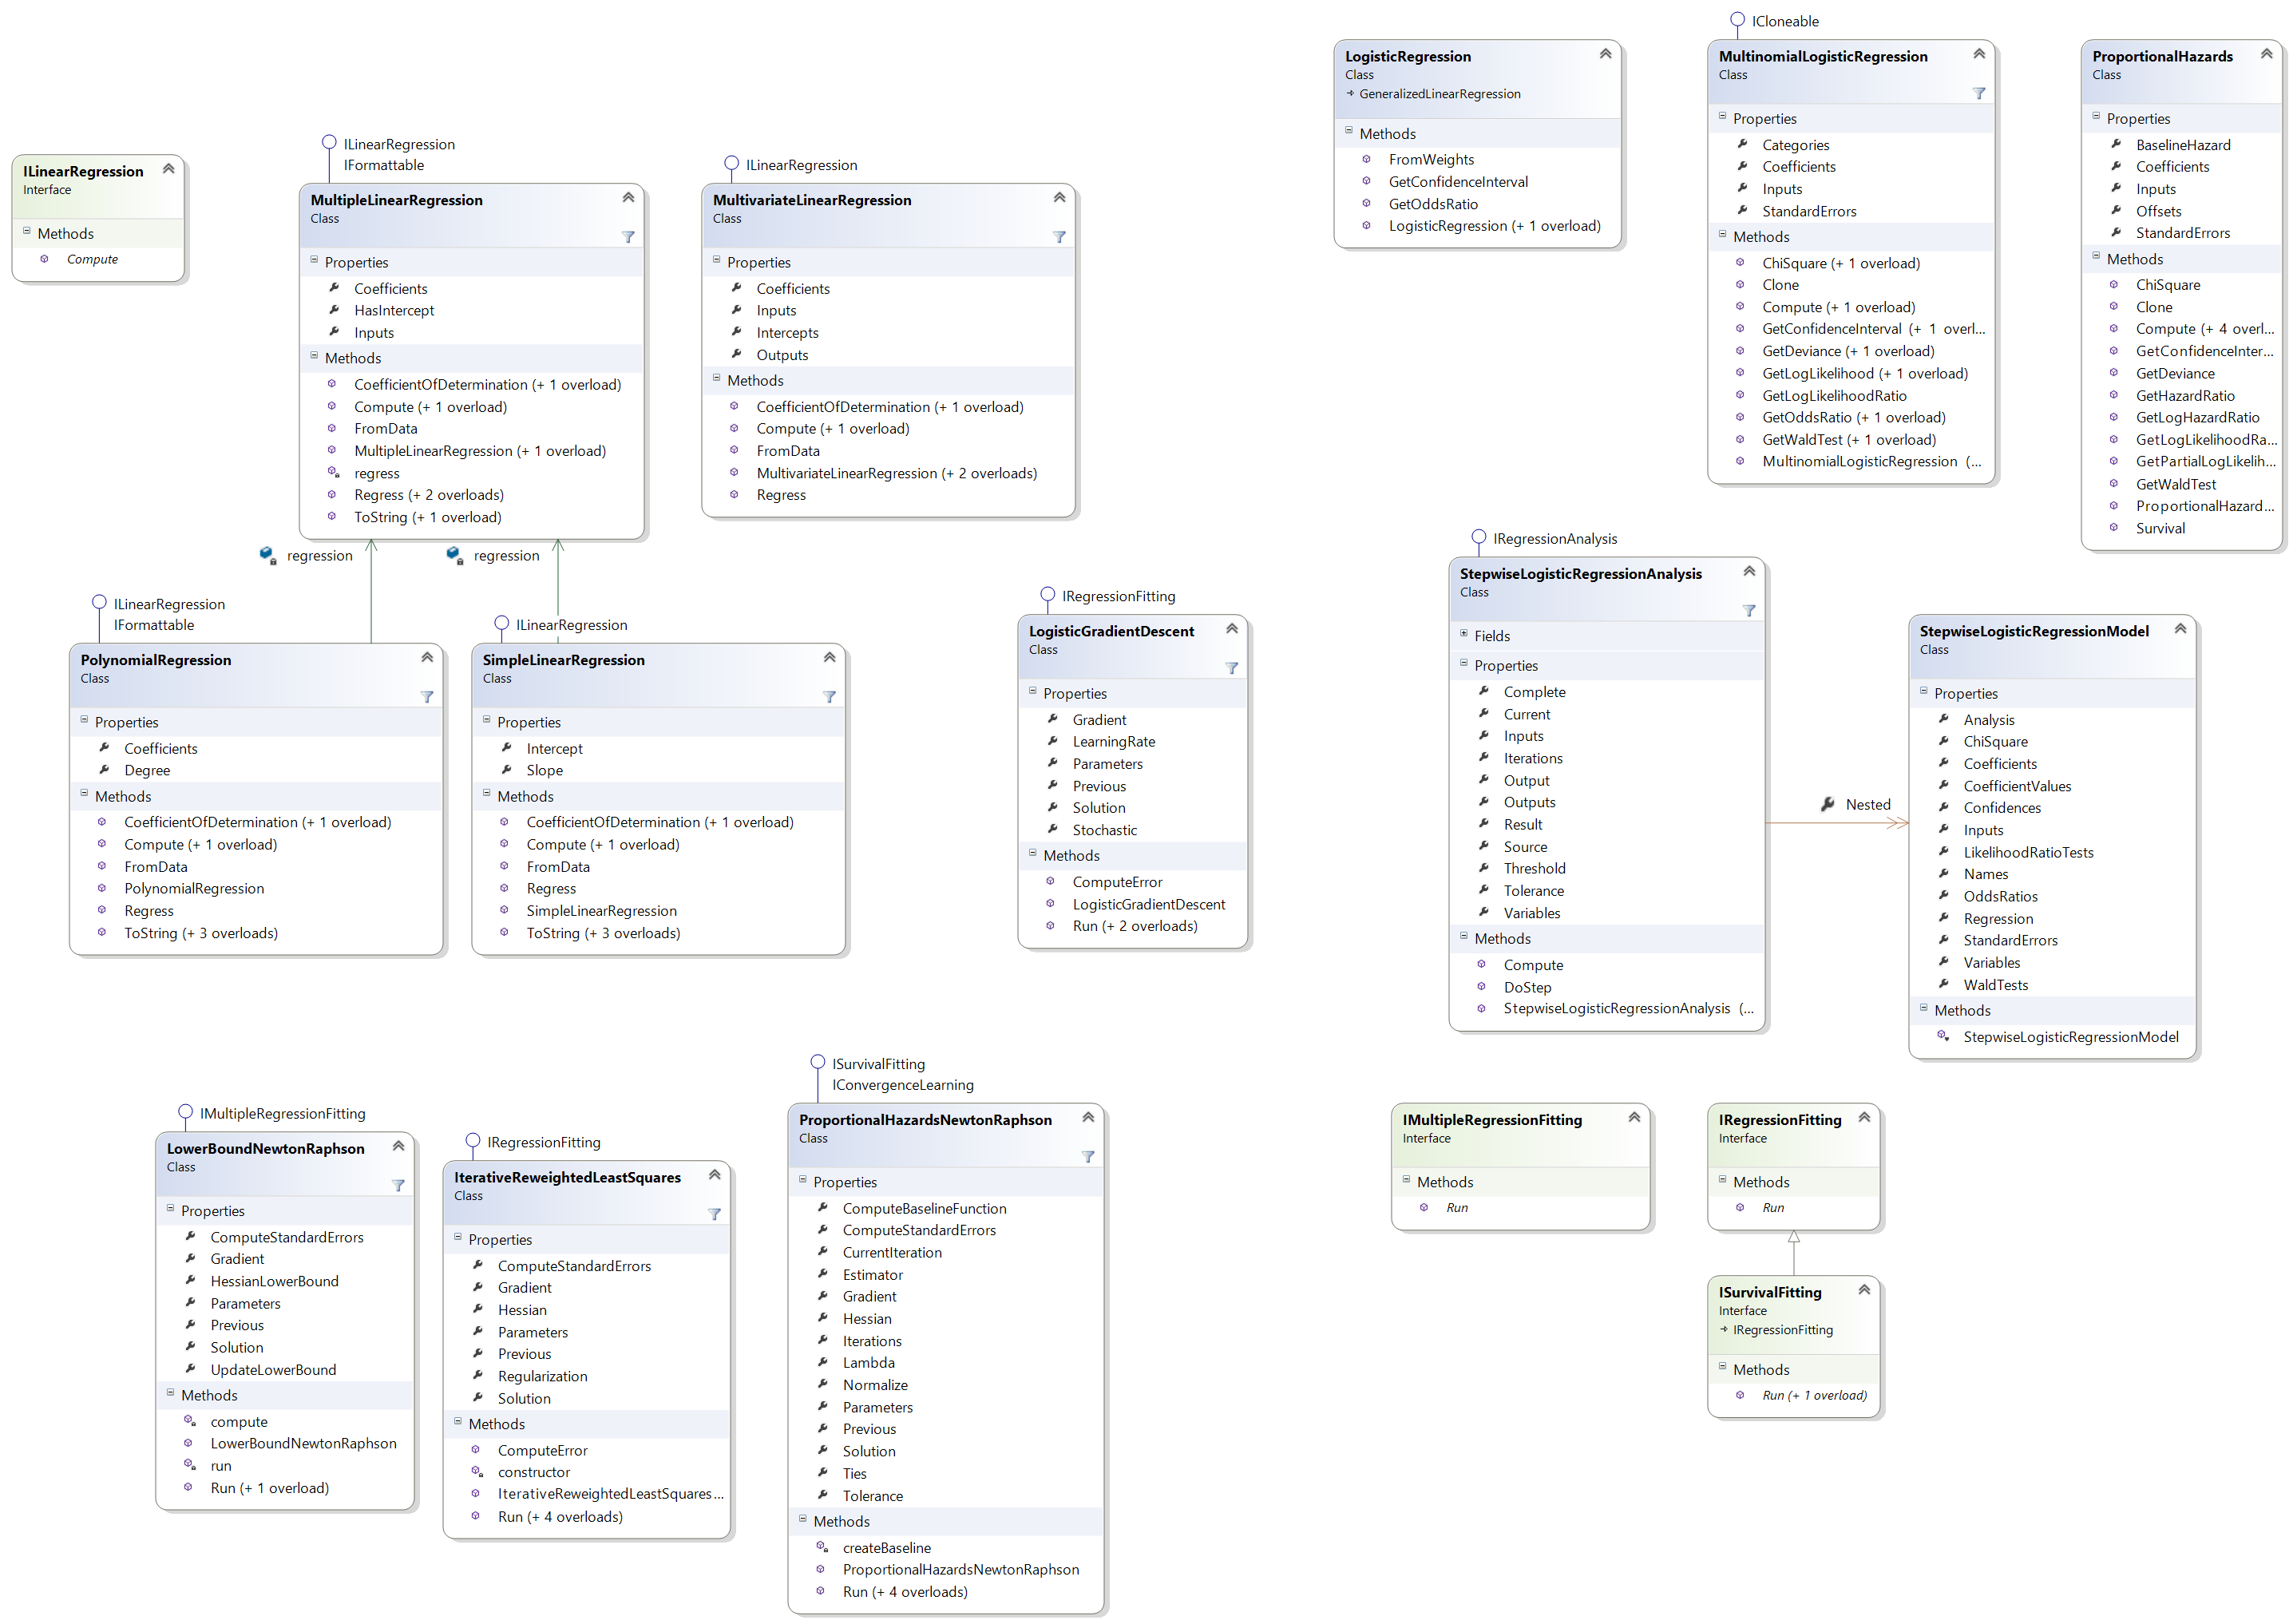 ILinearRegression
Interface
Methods
Compute
ILinearRegression
IFormattable
MultipleLinearRegression
Class
Properties
Coefficients
HasIntercept
Inputs
Methods
CoefficientOfDetermination (+ 1 overload)
Compute (+ 1 overload)
FromData
MultipleLinearRegression (+ 1 overload)
regress
Regress (+ 2 overloads)
ToString (+ 1 overload)
regression
regression
ILinearRegression
MultivariateLinearRegression
Class
Properties
Coefficients
Inputs
Intercepts
Outputs
Methods
CoefficientOfDetermination (+ 1 overload)
Compute (+ 1 overload)
FromData
MultivariateLinearRegression (+ 2 overloads)
Regress
LogisticRegression
Class
GeneralizedLinearRegression
Methods
FromWeights
GetConfidenceInterval
GetOddsRatio
LogisticRegression (+ 1 overload)
ICloneable
MultinomialLogisticRegression
Class
Properties
Categories
Coefficients
Inputs
StandardErrors
Methods
ChiSquare (+ 1 overload)
Clone
Compute (+ 1 overload)
GetConfidenceInterval (+ 1 overl...
GetDeviance (+ 1 overload)
GetLogLikelihood (+ 1 overload)
GetLogLikelihoodRatio
GetOddsRatio (+ 1 overload)
GetWaldTest (+ 1 overload)
MultinomialLogisticRegression (...
ProportionalHazards
Class
Properties
BaselineHazard
Coefficients
Inputs
Offsets
StandardErrors
Methods
ChiSquare
Clone
Compute (+ 4 overl...
GetConfidenceInter...
GetDeviance
GetHazardRatio
GetLogHazardRatio
GetLogLikelihoodRa...
GetPartialLogLikelih...
GetWaldTest
ProportionalHazard...
Survival
ILinearRegression
IFormattable
PolynomialRegression
Class
Properties
Coefficients
Degree
Methods
CoefficientOfDetermination (+ 1 overload)
Compute (+ 1 overload)
FromData
PolynomialRegression
Regress
ToString (+ 3 overloads)
ILinearRegression
SimpleLinearRegression
Class
Properties
Intercept
Slope
Methods
CoefficientOfDetermination (+ 1 overload)
Compute (+ 1 overload)
FromData
Regress
SimpleLinearRegression
ToString (+ 3 overloads)
IRegressionFitting
LogisticGradientDescent
Class
Properties
Gradient
LearningRate
Parameters
Previous
Solution
Stochastic
Methods
ComputeError
LogisticGradientDescent
Run (+ 2 overloads)
IRegressionAnalysis
StepwiseLogisticRegressionAnalysis
Class
Fields
Properties
Complete
Current
Inputs
Iterations
Output
Outputs
Result
Source
Threshold
Tolerance
Variables
Methods
Compute
DoStep
StepwiseLogisticRegressionAnalysis (...
Nested
StepwiseLogisticRegressionModel
Class
Properties
Analysis
ChiSquare
Coefficients
CoefficientValues
Confidences
Inputs
LikelihoodRatioTests
Names
OddsRatios
Regression
StandardErrors
Variables
WaldTests
Methods
StepwiseLogisticRegressionModel
IMultipleRegressionFitting
LowerBoundNewtonRaphson
Class
Properties
ComputeStandardErrors
Gradient
HessianLowerBound
Parameters
Previous
Solution
UpdateLowerBound
Methods
compute
LowerBoundNewtonRaphson
run
Run (+ 1 overload)
IRegressionFitting
IterativeReweightedLeastSquares
Class
Properties
ComputeStandardErrors
Gradient
Hessian
Parameters
Previous
Regularization
Solution
Methods
ComputeError
constructor
IterativeReweightedLeastSquares...
Run (+ 4 overloads)
ISurvivalFitting
IConvergenceLearning
ProportionalHazardsNewtonRaphson
Class
Properties
ComputeBaselineFunction
ComputeStandardErrors
CurrentIteration
Estimator
Gradient
Hessian
Iterations
Lambda
Normalize
Parameters
Previous
Solution
Ties
Tolerance
Methods
createBaseline
ProportionalHazardsNewtonRaphson
Run (+ 4 overloads)
IMultipleRegressionFitting
Interface
Methods
Run
IRegressionFitting
Interface
Methods
Run
ISurvivalFitting
Interface
IRegressionFitting
Methods
Run (+ 1 overload)